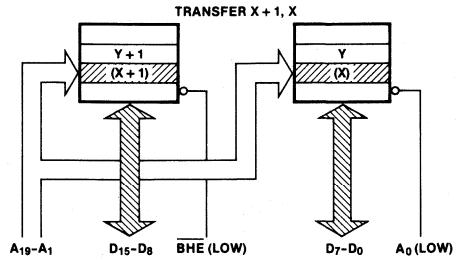 TRANSFER X + 1, X
Y + 1
Y
(X + 1)
(X)
A19-A1
D15-D8
BHE (LOW)
D7-D0
A0 (LOW)